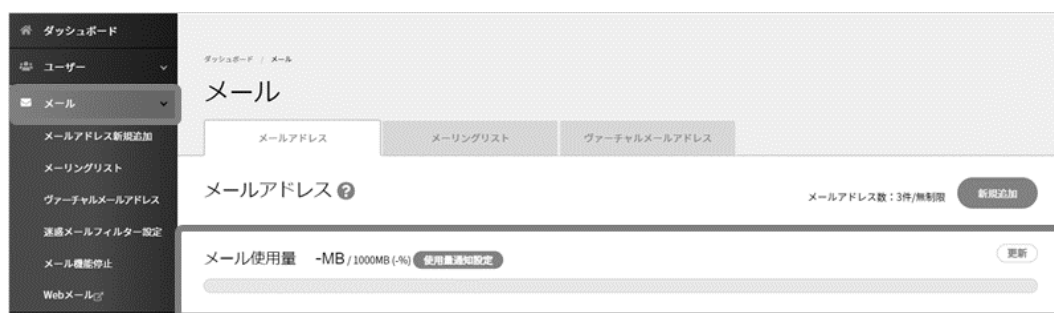 ダッシュボード
ユーザー
メール
メールアドレス新規追加
メーリングリスト
ヴァーチャルメールアドレス
迷惑メールフィルター設定
メール機能停止
Webメール
ダッシュボード / メール
メール
メールアドレス
メーリングリスト
ヴァーチャルメールアドレス
メールアドレス ?
メールアドレス数:3件/無制限
新規追加
メール使用量 -MB / 1000MB (-%) 使用量通知設定
更新